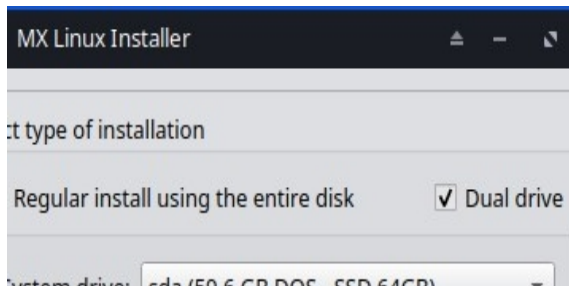 MX Linux Installer
ct type of installation
Regular install using the entire disk Dual drive
System drive: sda (59.6 GB DOS - SSD 64GB)